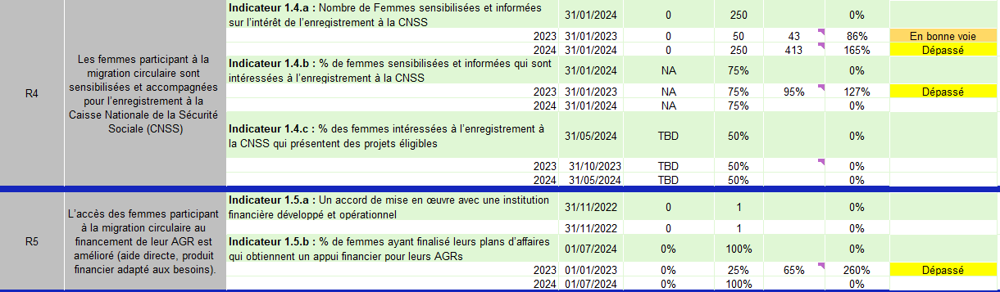 Indicateur 1.4.a : Nombre de Femmes sensibilisées et informées
sur l'intérêt de l'enregistrement à la CNSS
31/01/2024 0 250 0%
2023 31/01/2023 0 50 43 86% En bonne voie
2024 31/01/2024 0 250 413 165% Dépassé
R4
Les femmes participant à la
migration circulaire sont
sensibilisées et accompagnées
pour l'enregistrement à la
Caisse Nationale de la Sécurité
Sociale (CNSS)
Indicateur 1.4.b : % de femmes sensibilisées et informées qui sont
intéressées à l'enregistrement à la CNSS
31/01/2024 NA 75% 0%
2023 31/01/2023 NA 75% 95% 127% Dépassé
2024 31/01/2024 NA 75% 0%
Indicateur 1.4.c : % des femmes intéressées à l'enregistrement à
la CNSS qui présentent des projets éligibles
31/05/2024 TBD 50% 0%
2023 31/10/2023 TBD 50% 0%
2024 31/05/2024 TBD 50% 0%
R5
L'accès des femmes participant
à la migration circulaire au
financement de leur AGR est
amélioré (aide directe, produit
financier adapté aux besoins).
Indicateur 1.5.a : Un accord de mise en œuvre avec une institution
financière développé et opérationnel
31/11/2022 0 1 0%
31/11/2022 0 1 0%
Indicateur 1.5.b : % de femmes ayant finalisé leurs plans d'affaires
qui obtiennent un appui financier pour leurs AGRs
01/07/2024 0% 100% 0%
2023 01/01/2023 0% 25% 65% 260% Dépassé
2024 01/07/2024 0% 100% 0%